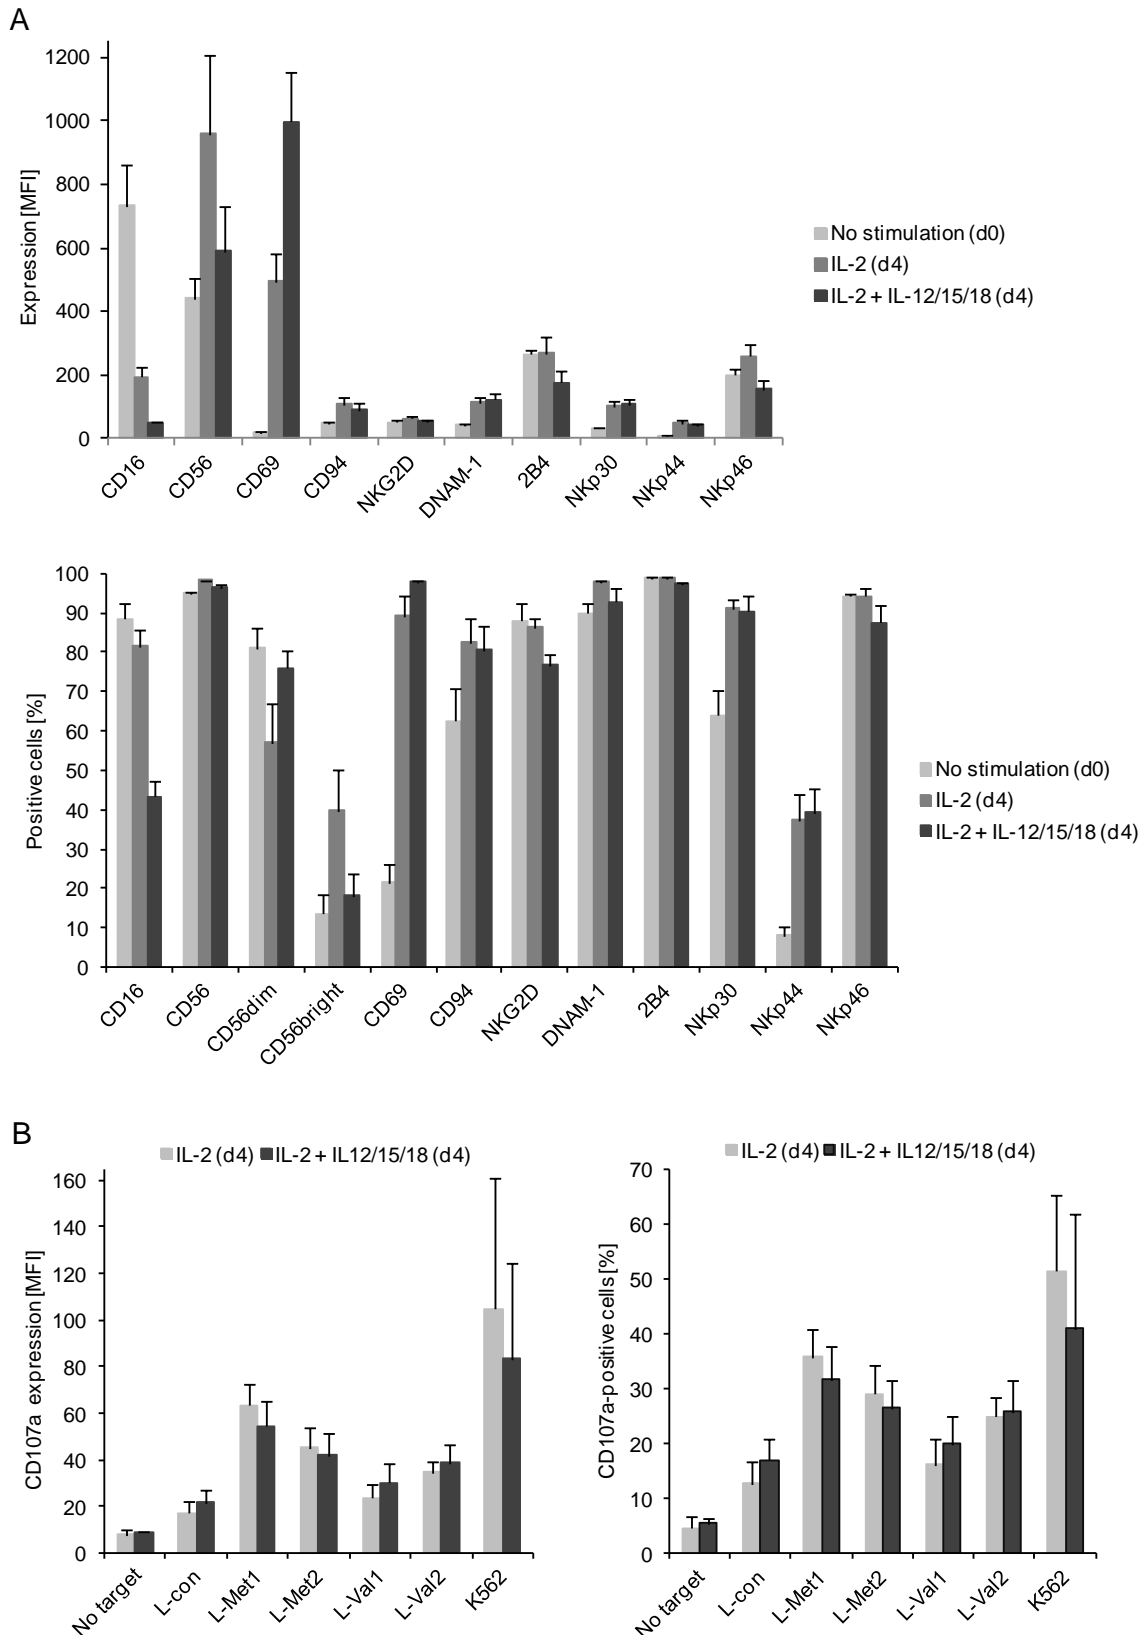 A
1200
1000
800
600
400
200
0
Expression [MFI]
CD16
CD56
CD69
CD94
NKG2D
DNAM-1
2B4
NKp30
NKp44
NKp46
No stimulation (d0)
IL-2 (d4)
IL-2 + IL-12/15/18 (d4)
100
90
80
70
60
50
40
30
20
10
0
Positive cells [%]
CD16
CD56
CD56dim
CD56bright
CD69
CD94
NKG2D
DNAM-1
2B4
NKp30
NKp44
NKp46
No stimulation (d0)
IL-2 (d4)
IL-2 + IL-12/15/18 (d4)
B
IL-2 (d4) IL-2 + IL12/15/18 (d4)
160
140
120
100
80
60
40
20
0
CD107a expression [MFI]
No target
L-con
L-Met1
L-Met2
L-Val1
L-Val2
K562
IL-2 (d4) IL-2 + IL12/15/18 (d4)
70
60
50
40
30
20
10
0
CD107a-positive cells [%]
No target
L-con
L-Met1
L-Met2
L-Val1
L-Val2
K562